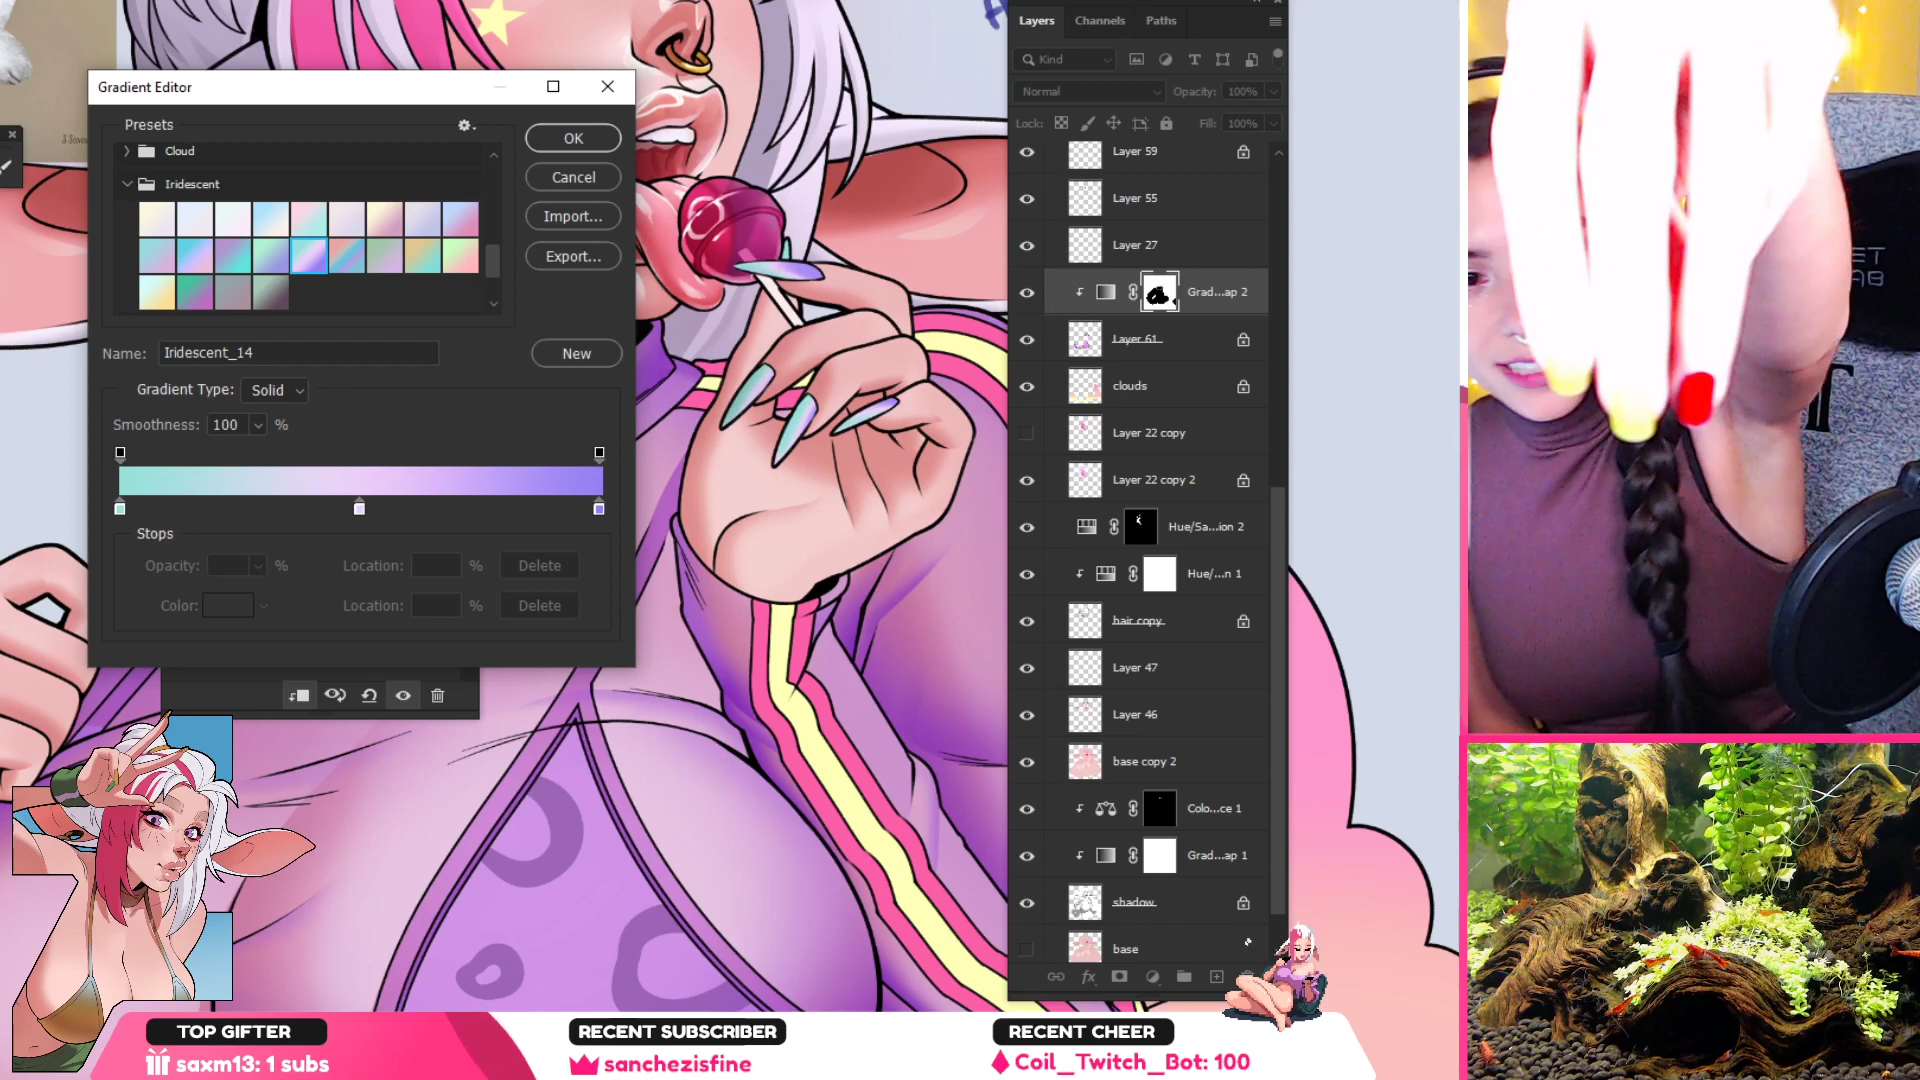 Gradient Editor
Presets
Cloud
Iridescent
OK
Cancel
Import...
Export...
Name: Iridescent_14
New
Gradient Type: Solid
Smoothness: 100 %
Stops
Opacity: % Location: % Delete
Color: Location: % Delete
Layers Channels Paths
Kind
Normal Opacity: 100%
Lock: Fill: 100%
Layer 59
Layer 55
Layer 27
Grad...ap 2
Layer 61
clouds
Layer 22 copy
Layer 22 copy 2
Hue/Sa...ion 2
Hue/...n 1
hair copy
Layer 47
Layer 46
base copy 2
Colo...ce 1
Grad...ap 1
shadow
base
fx
TOP GIFTER
saxm13: 1 subs
RECENT SUBSCRIBER
sanchezisfine
RECENT CHEER
Coil_Twitch_Bot: 100